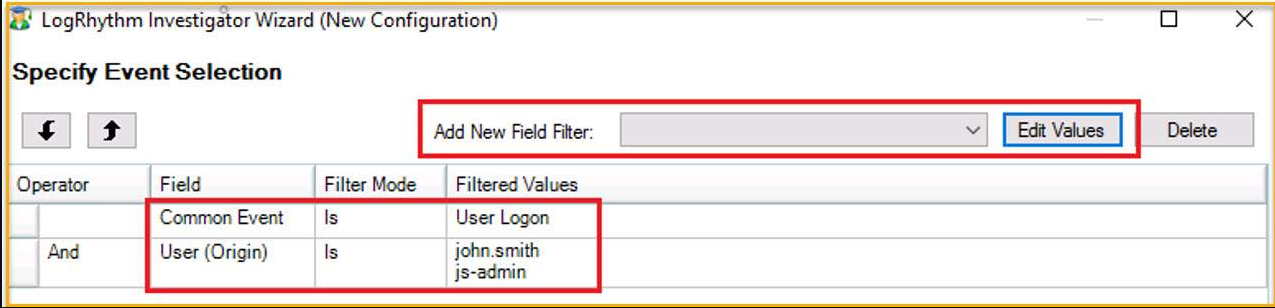 LogRhythm Investigator Wizard (New Configuration)
Specify Event Selection
Add New Field Filter: Edit Values Delete
Operator Field Filter Mode Filtered Values
Common Event Is User Logon
And User (Origin) Is john.smith
js-admin